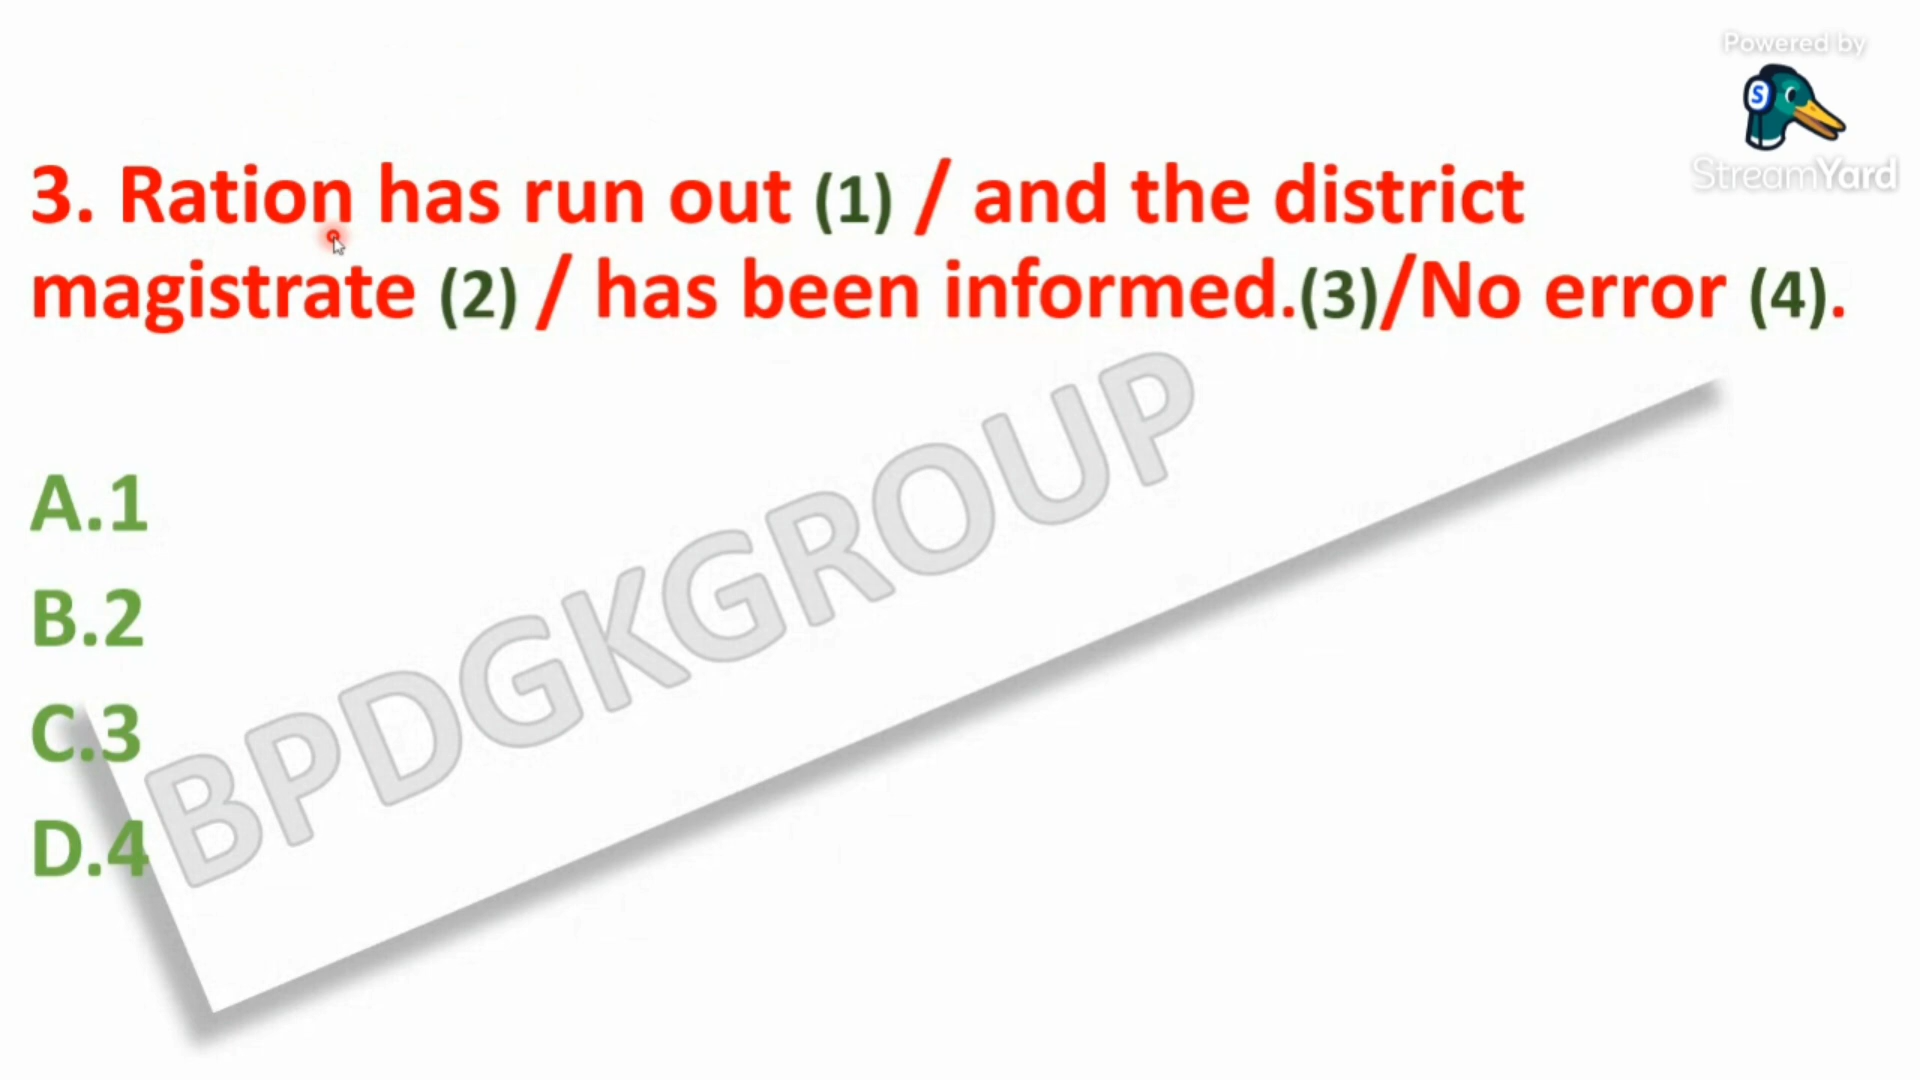 Powered by
StreamYard
3. Ration has run out (1) / and the district
magistrate (2) / has been informed.(3)/No error (4).
A.1
B.2
C.3
D.4
BPDGKGROUP